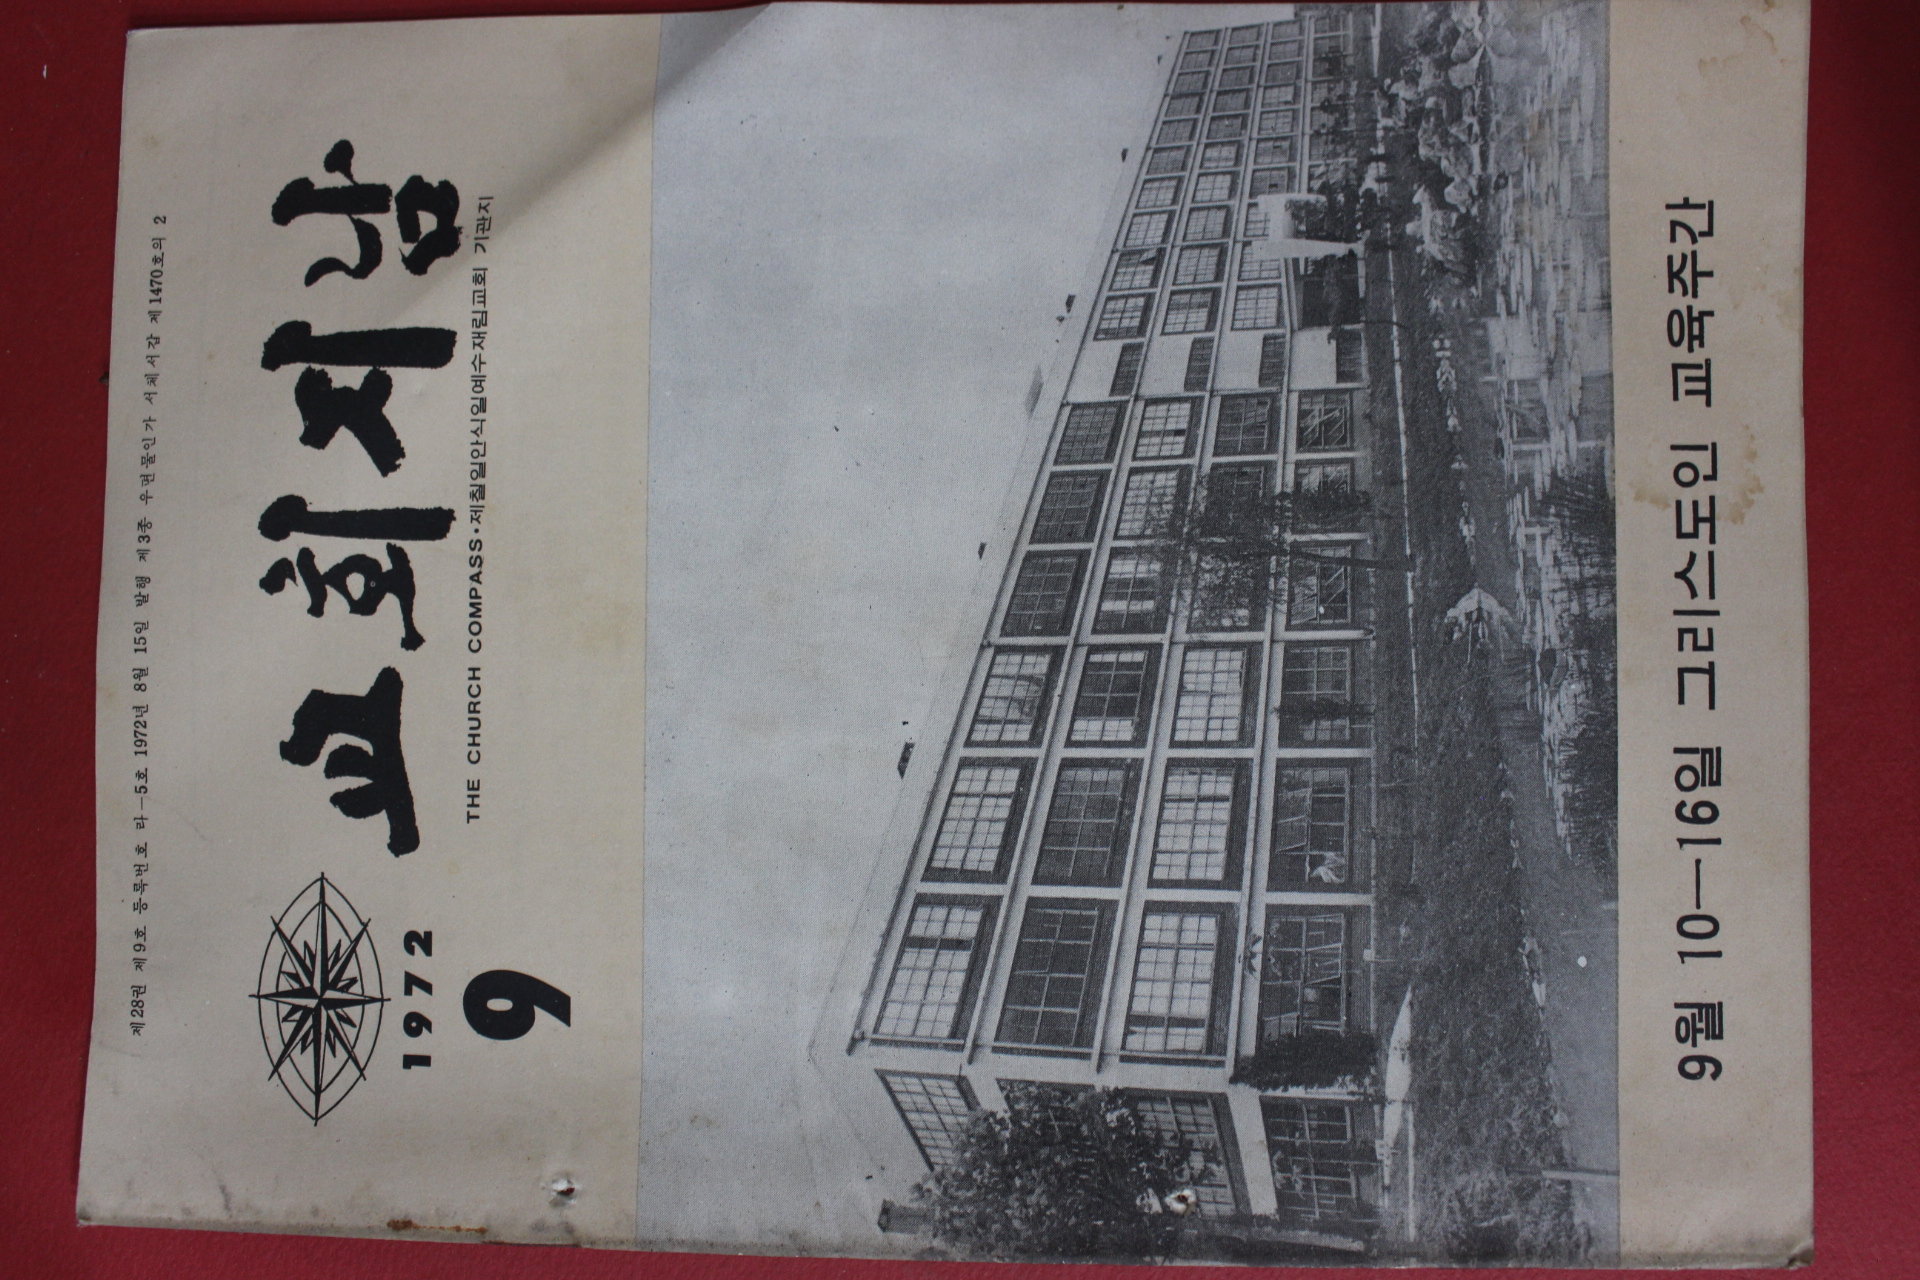 제28권 제9호 등록번호 라—5호 1972년 8월 15일 발행 제3종 우편물인가 서체서갑 제1470호의 2
교회지남
1972
9
THE CHURCH COMPASS·제칠일안식일예수재림교회 기관지
9월 10—16일 그리스도인 교육주간